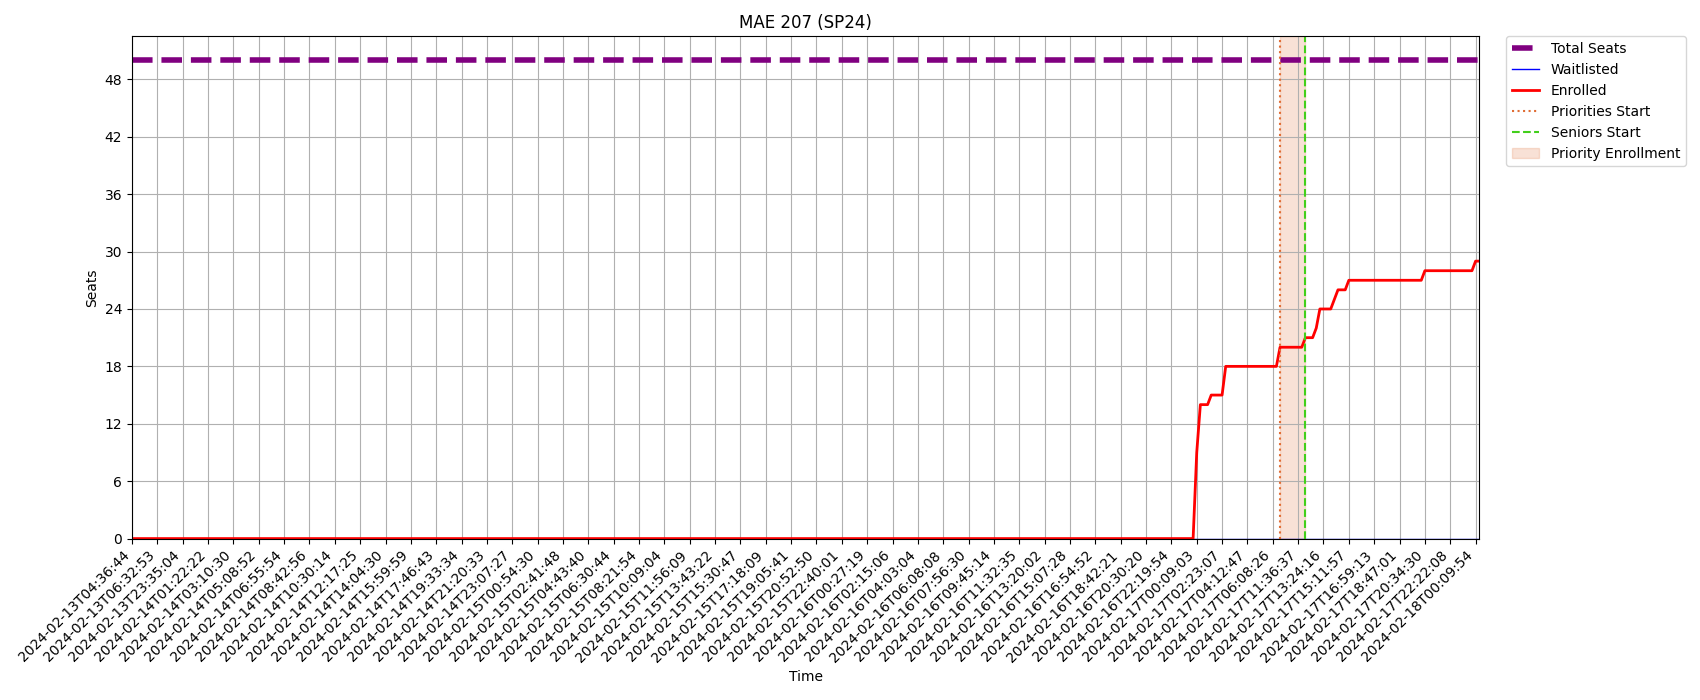 MAE 207 (SP24)
Total Seats
Waitlisted
Enrolled
Priorities Start
Seniors Start
Priority Enrollment
Seats
48
42
36
30
24
18
12
6
0
2024-02-13T04:36:44
2024-02-13T06:32:53
2024-02-13T23:35:04
2024-02-14T01:22:22
2024-02-14T03:10:30
2024-02-14T05:08:52
2024-02-14T06:55:54
2024-02-14T08:42:56
2024-02-14T10:30:14
2024-02-14T12:17:25
2024-02-14T14:04:30
2024-02-14T15:59:59
2024-02-14T17:46:43
2024-02-14T19:33:34
2024-02-14T21:20:33
2024-02-14T23:07:27
2024-02-15T00:54:30
2024-02-15T02:41:48
2024-02-15T04:43:40
2024-02-15T06:30:44
2024-02-15T08:21:54
2024-02-15T10:09:04
2024-02-15T11:56:09
2024-02-15T13:43:22
2024-02-15T15:30:47
2024-02-15T17:18:09
2024-02-15T19:05:41
2024-02-15T20:52:50
2024-02-15T22:40:01
2024-02-16T00:27:19
2024-02-16T02:15:06
2024-02-16T04:03:04
2024-02-16T06:08:08
2024-02-16T07:56:30
2024-02-16T09:45:14
2024-02-16T11:32:35
2024-02-16T13:20:02
2024-02-16T15:07:28
2024-02-16T16:54:52
2024-02-16T18:42:21
2024-02-16T20:30:20
2024-02-16T22:19:54
2024-02-17T00:09:03
2024-02-17T02:23:07
2024-02-17T04:12:47
2024-02-17T06:08:26
2024-02-17T11:36:37
2024-02-17T13:24:16
2024-02-17T15:11:57
2024-02-17T16:59:13
2024-02-17T18:47:01
2024-02-17T20:34:30
2024-02-17T22:22:08
2024-02-18T00:09:54
Time